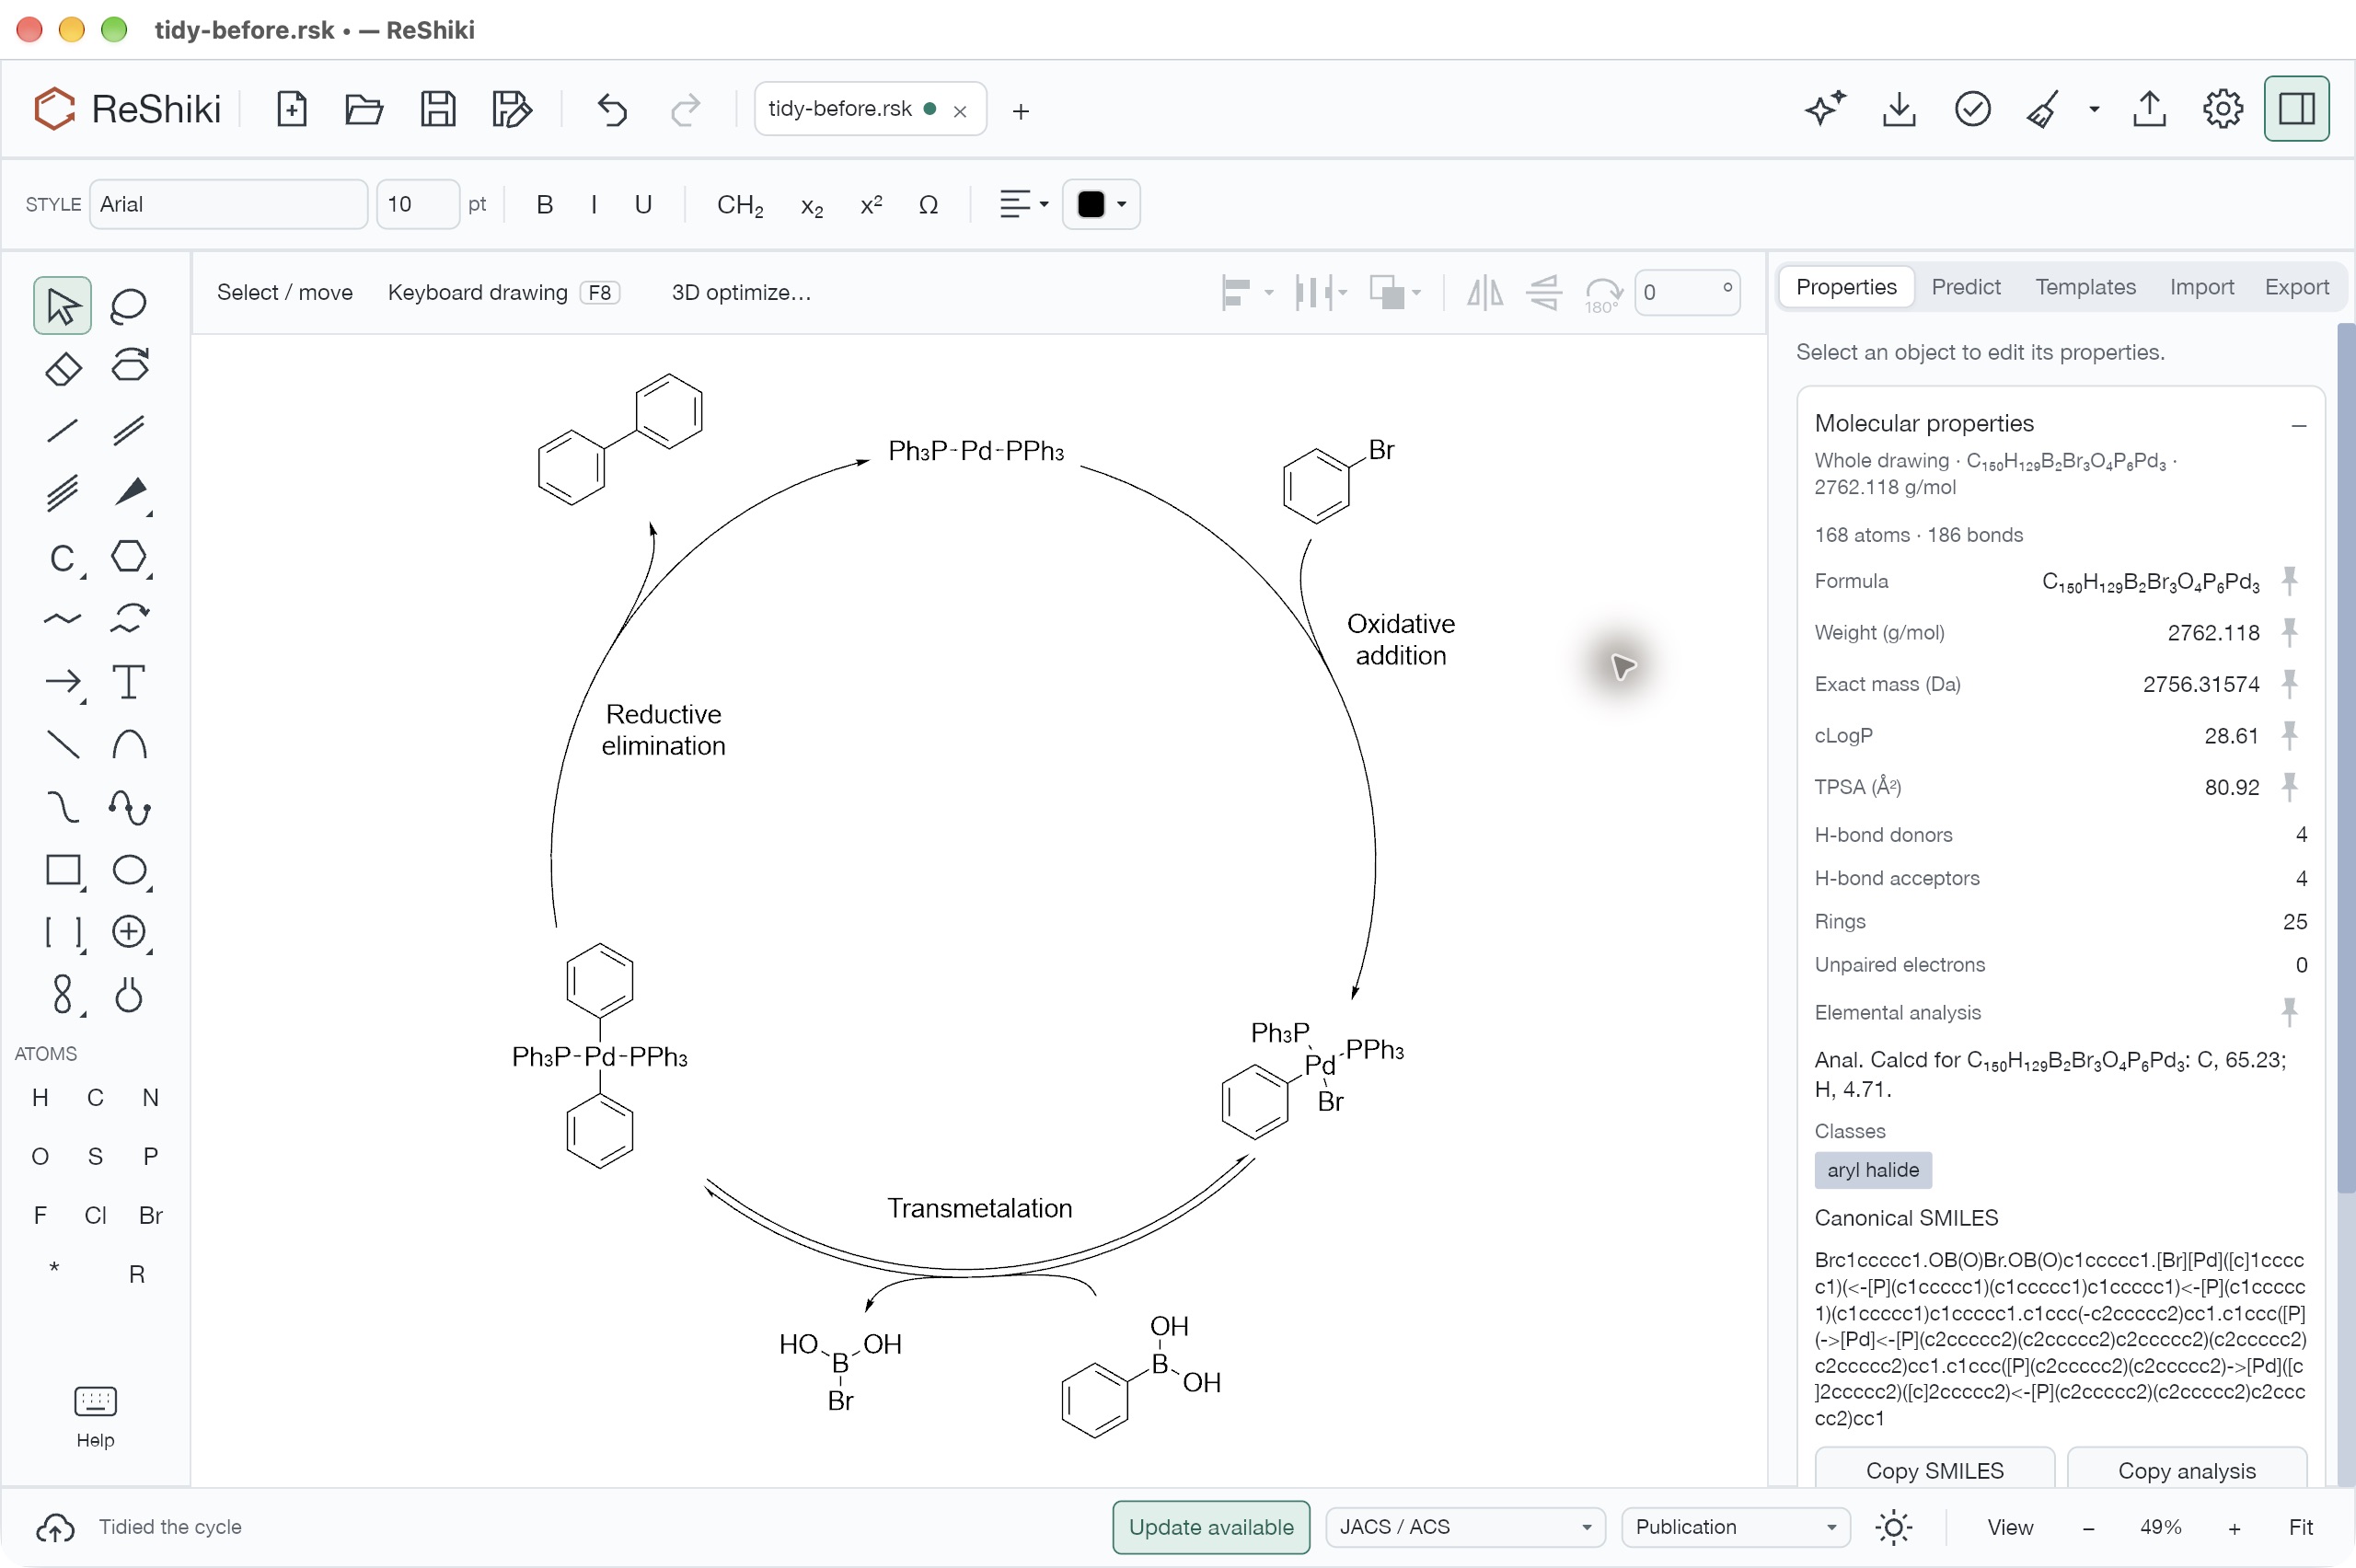 tidy-before.rsk • — ReShiki
ReShiki
tidy-before.rsk
STYLE Arial 10 pt B I U CH₂ x₂ x² Ω
Select / move Keyboard drawing F8 3D optimize...
180° 0 °
Properties Predict Templates Import Export
C
T
ATOMS
H C N
O S P
F Cl Br
* R
Help
Ph₃P-Pd-PPh₃
Br
Oxidative
addition
Reductive
elimination
Ph₃P-Pd-PPh₃
Ph₃P
PPh₃
Pd
Br
Transmetalation
HO OH
B
Br
OH
B
OH
Select an object to edit its properties.
Molecular properties
Whole drawing · C₁₅₀H₁₂₉B₂Br₃O₄P₆Pd₃ ·
2762.118 g/mol
168 atoms · 186 bonds
Formula C₁₅₀H₁₂₉B₂Br₃O₄P₆Pd₃
Weight (g/mol) 2762.118
Exact mass (Da) 2756.31574
cLogP 28.61
TPSA (Å²) 80.92
H-bond donors 4
H-bond acceptors 4
Rings 25
Unpaired electrons 0
Elemental analysis
Anal. Calcd for C₁₅₀H₁₂₉B₂Br₃O₄P₆Pd₃: C, 65.23;
H, 4.71.
Classes
aryl halide
Canonical SMILES
Brc1ccccc1.OB(O)Br.OB(O)c1ccccc1.[Br][Pd]([c]1cccc
c1)(<-[P](c1ccccc1)(c1ccccc1)c1ccccc1)<-[P](c1ccccc
1)(c1ccccc1)c1ccccc1.c1ccc(-c2ccccc2)cc1.c1ccc([P]
(->[Pd]<-[P](c2ccccc2)(c2ccccc2)c2ccccc2)(c2ccccc2)
c2ccccc2)cc1.c1ccc([P](c2ccccc2)(c2ccccc2)->[Pd]([c
]2ccccc2)([c]2ccccc2)<-[P](c2ccccc2)(c2ccccc2)c2ccc
cc2)cc1
Copy SMILES Copy analysis
Tidied the cycle Update available JACS / ACS Publication View − 49% + Fit